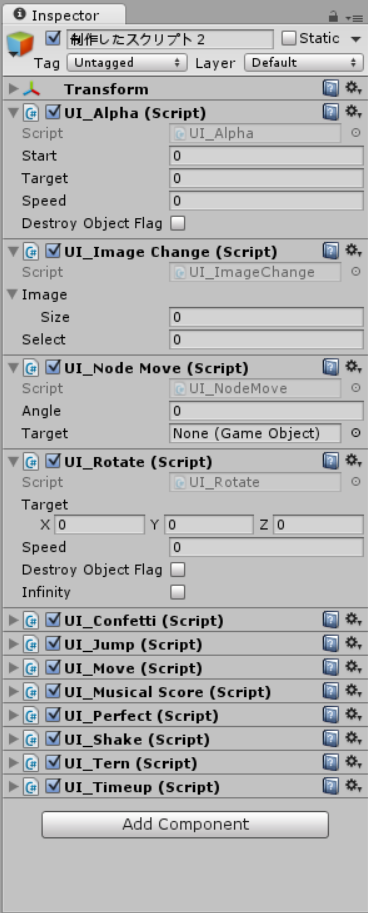 Inspector
制作したスクリプト2 Static
Tag Untagged Layer Default
Transform
UI_Alpha (Script)
Script UI_Alpha
Start 0
Target 0
Speed 0
Destroy Object Flag
UI_Image Change (Script)
Script UI_ImageChange
Image
Size 0
Select 0
UI_Node Move (Script)
Script UI_NodeMove
Angle 0
Target None (Game Object)
UI_Rotate (Script)
Script UI_Rotate
Target
X 0 Y 0 Z 0
Speed 0
Destroy Object Flag
Infinity
UI_Confetti (Script)
UI_Jump (Script)
UI_Move (Script)
UI_Musical Score (Script)
UI_Perfect (Script)
UI_Shake (Script)
UI_Tern (Script)
UI_Timeup (Script)
Add Component